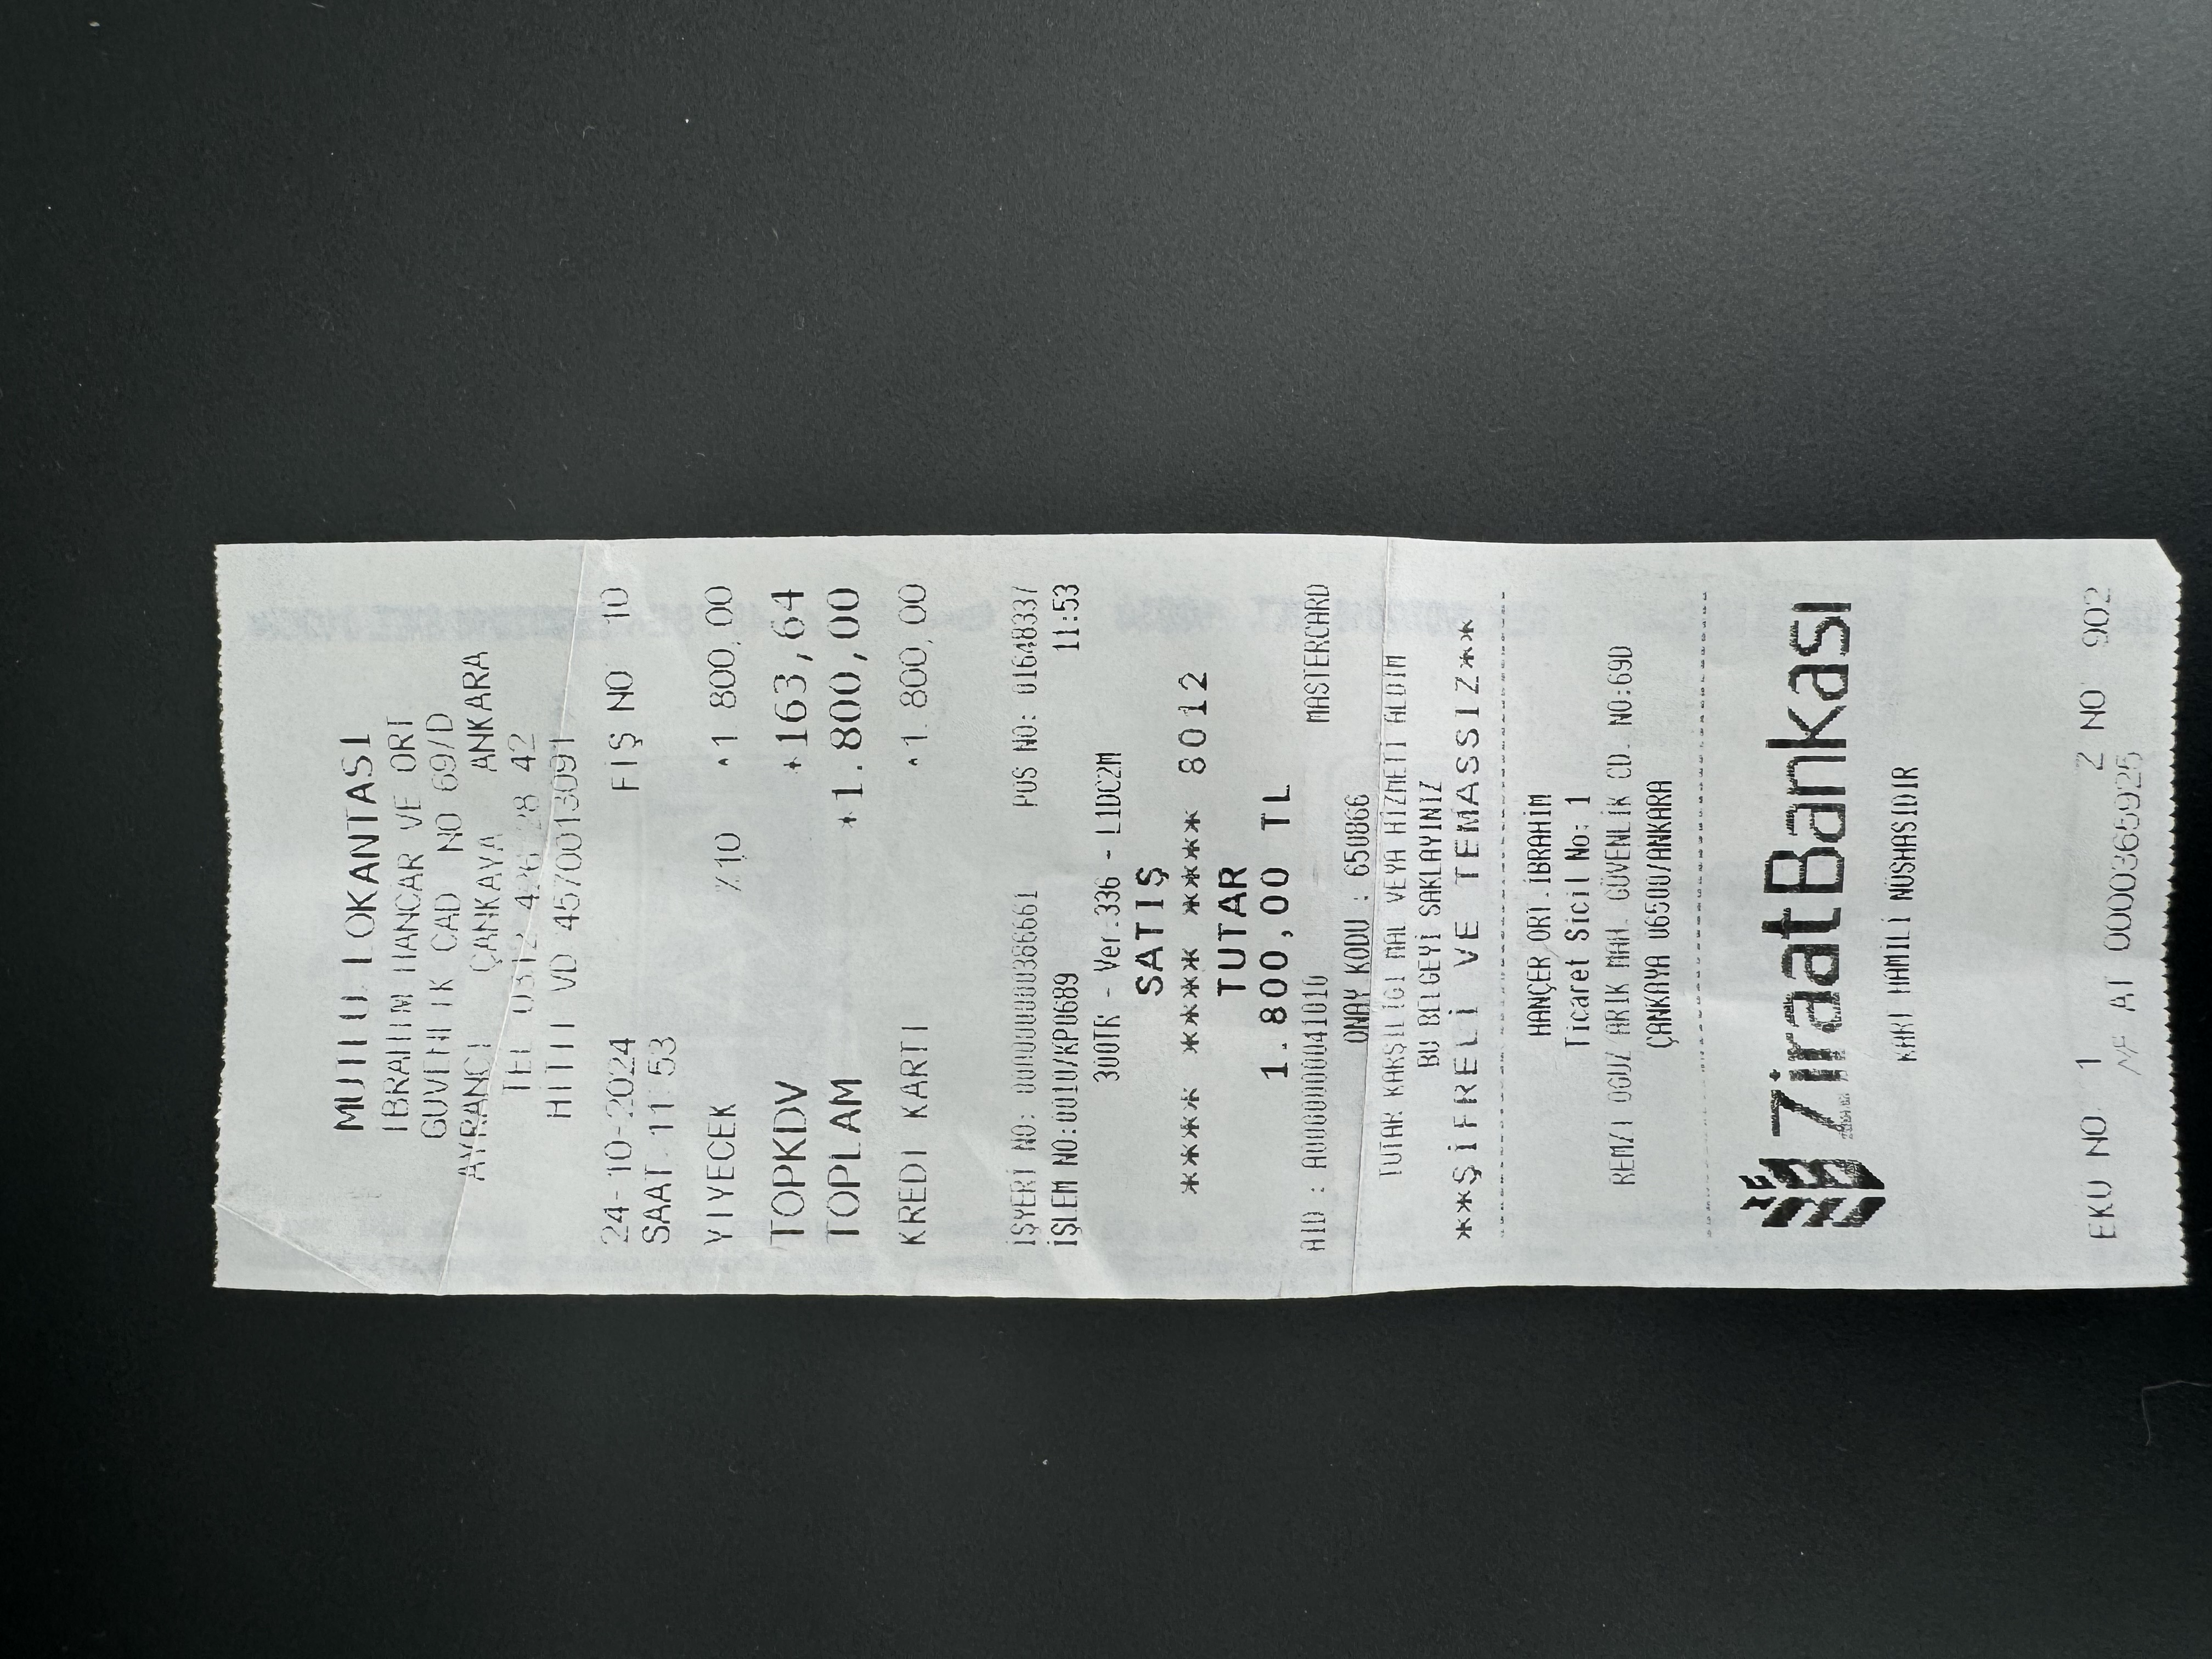 MUTLU LOKANTASI
İBRAHİM HANÇAR VE ORT
GÜVENLİK CAD NO 69/D
AYRANCI ÇANKAYA ANKARA
TEL 0312 426 28 42
HİTİT VD 4570013091
24-10-2024 FİŞ NO 10
SAAT 11 53
YİYECEK %10 *1 800,00
TOPKDV *163,64
TOPLAM *1.800,00
KREDİ KARTI *1.800,00
İŞYERİ NO: 000000000386661 POS NO: 01648337
İŞLEM NO:0010/KP0689 11:53
300TR - Ver.336 - L1DC2M
SATIŞ
**** **** **** 8012
TUTAR
1.800,00 TL
AID : A0000000041010 MASTERCARD
ONAY KODU : 650866
TUTAR KARŞILIĞI MAL VEYA HİZMETİ ALDIM
BU BELGEYİ SAKLAYINIZ
**ŞİFRELİ VE TEMASSIZ**
HANÇER ORT.İBRAHİM
Ticaret Sicil No: 1
REMZİ OĞUZ ARIK MAH. GÜVENLİK CD. NO:69D
ÇANKAYA 06500/ANKARA
ZiraatBankası
KART HAMİLİ NÜSHASIDIR
EKÜ NO 1 Z NO 902
MF AT 0000365925